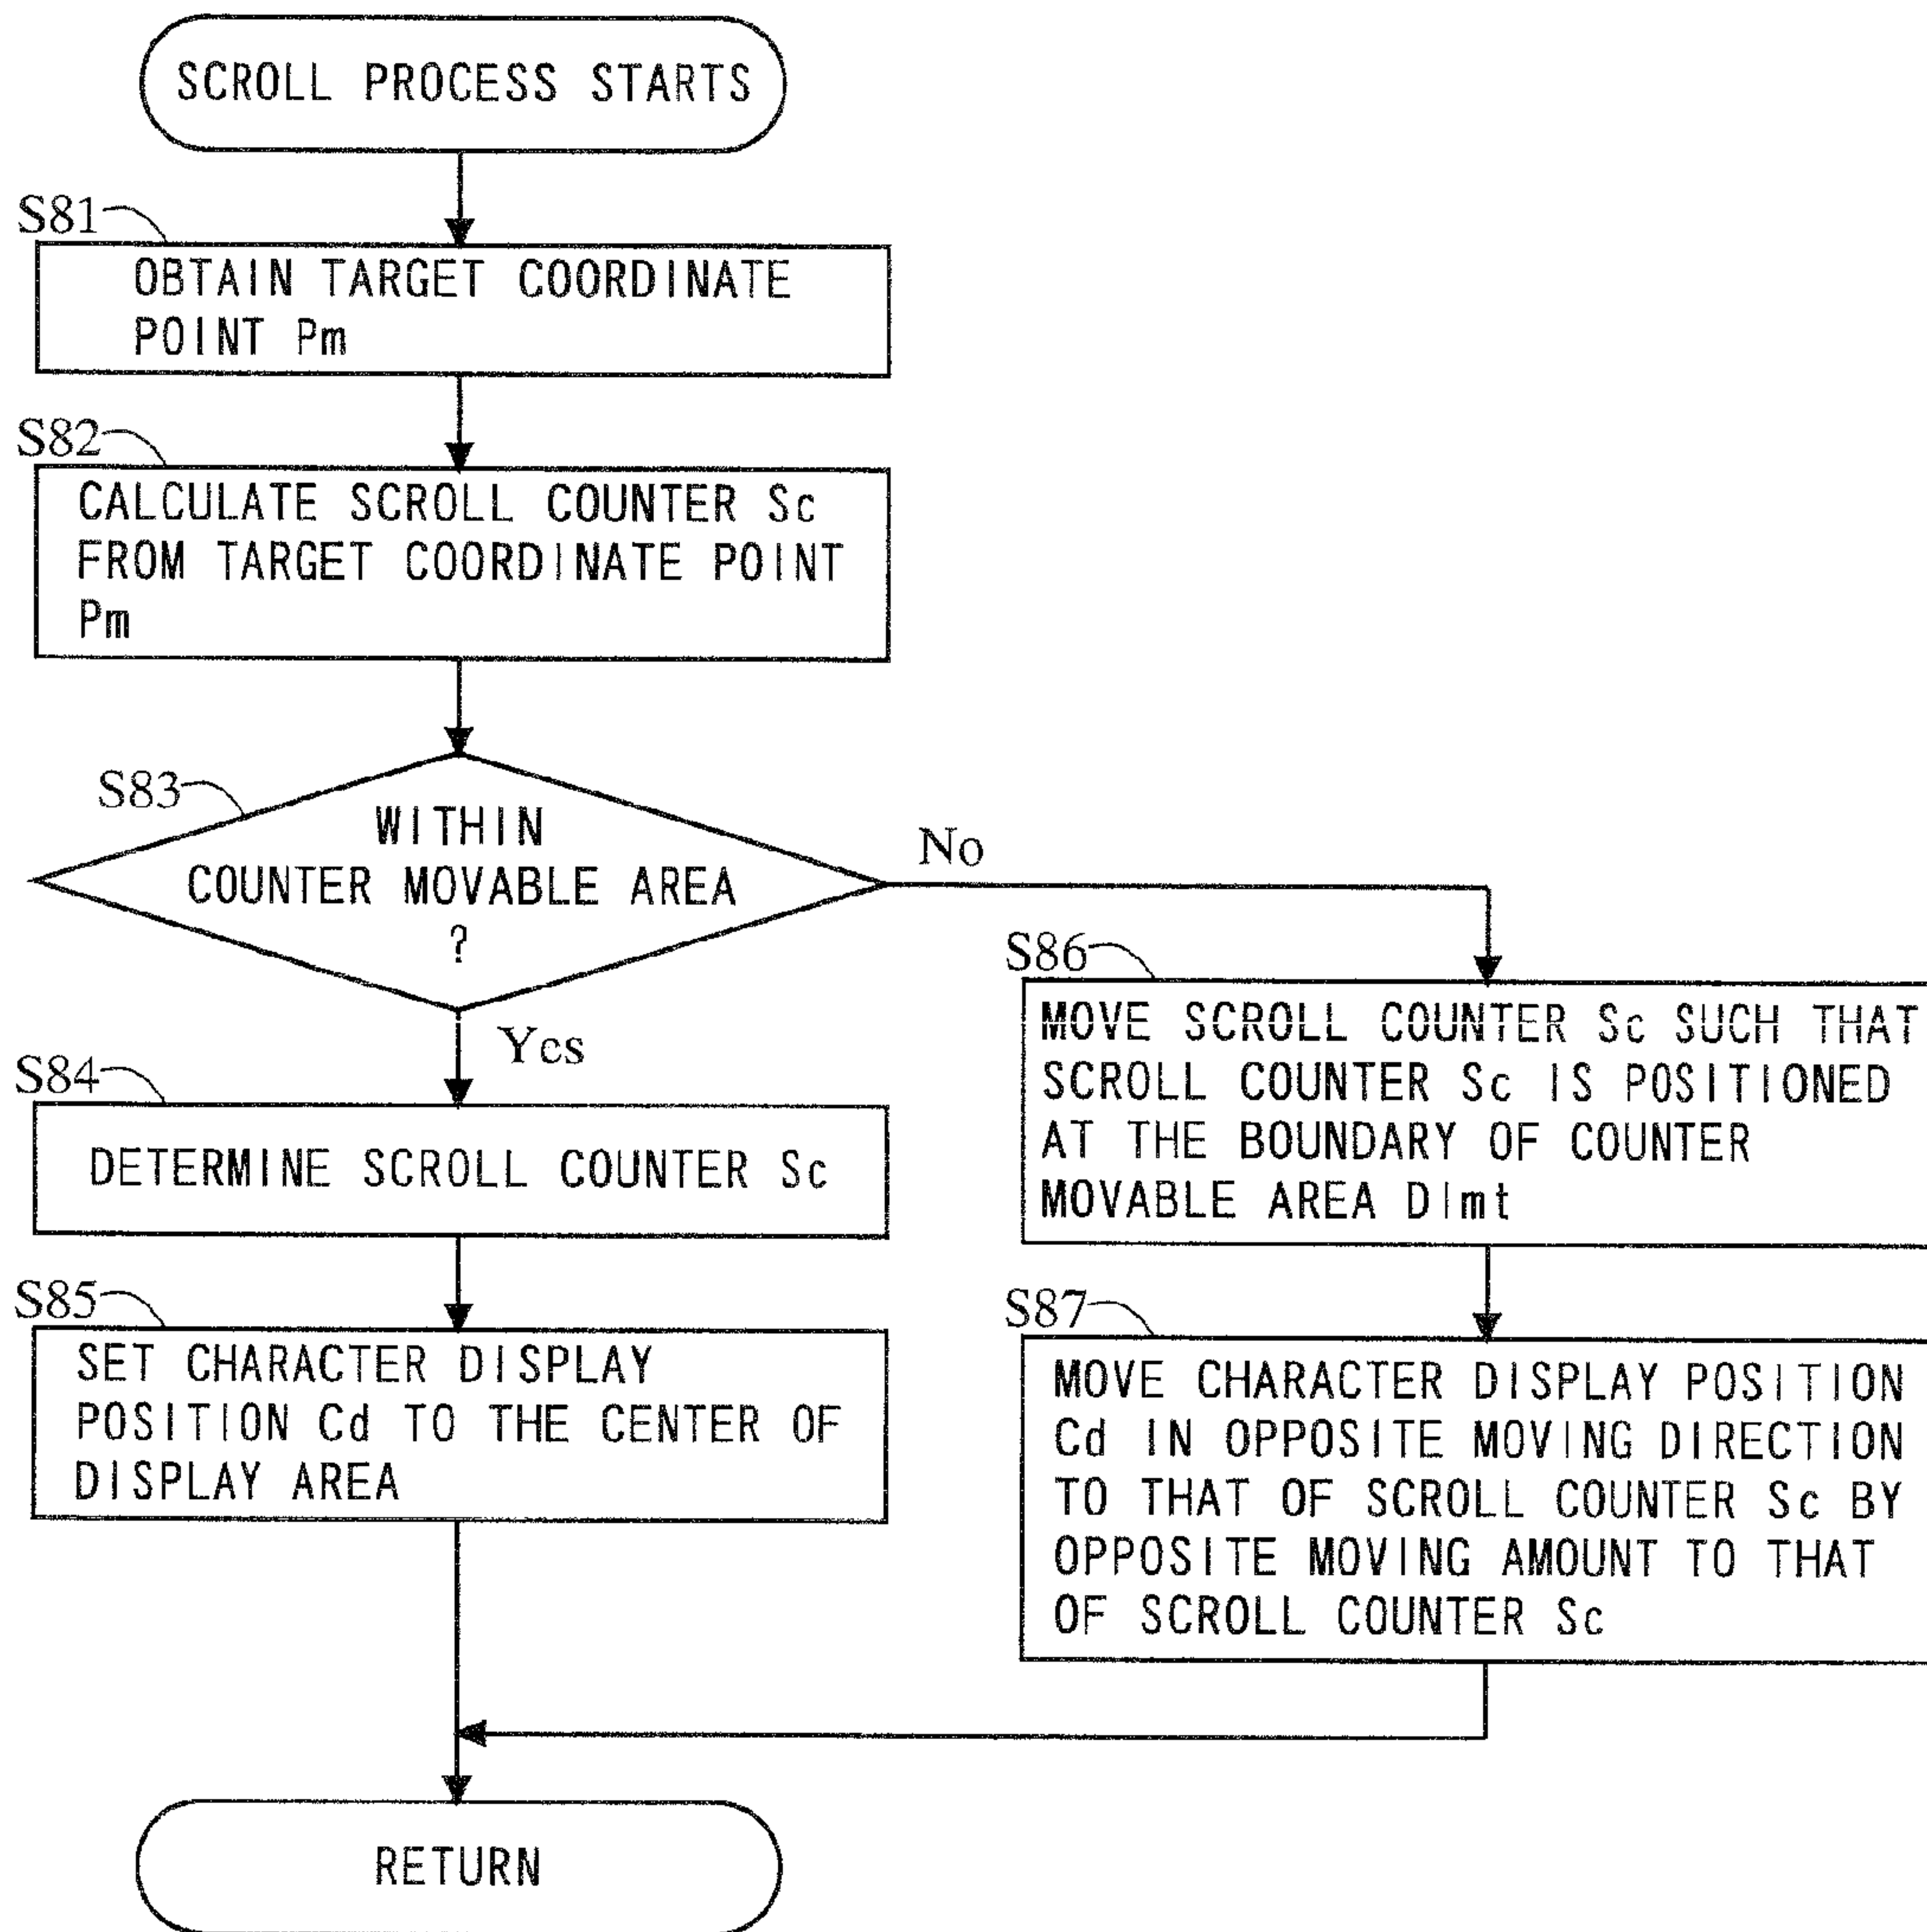 SCROLL PROCESS STARTS
S81
OBTAIN TARGET COORDINATE
POINT Pm
S82
CALCULATE SCROLL COUNTER Sc
FROM TARGET COORDINATE POINT
Pm
S83
WITHIN
COUNTER MOVABLE AREA
?
No
Yes
S84
DETERMINE SCROLL COUNTER Sc
S85
SET CHARACTER DISPLAY
POSITION Cd TO THE CENTER OF
DISPLAY AREA
S86
MOVE SCROLL COUNTER Sc SUCH THAT
SCROLL COUNTER Sc IS POSITIONED
AT THE BOUNDARY OF COUNTER
MOVABLE AREA Dlmt
S87
MOVE CHARACTER DISPLAY POSITION
Cd IN OPPOSITE MOVING DIRECTION
TO THAT OF SCROLL COUNTER Sc BY
OPPOSITE MOVING AMOUNT TO THAT
OF SCROLL COUNTER Sc
RETURN